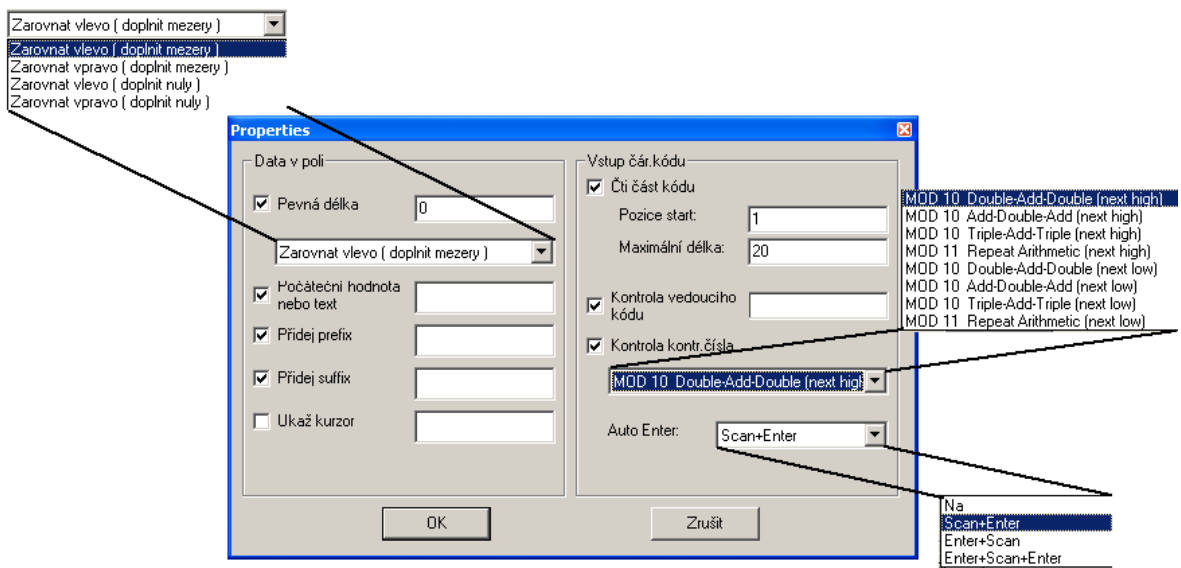 Zarovnat vlevo ( doplnit mezery )
Zarovnat vlevo ( doplnit mezery )
Zarovnat vpravo ( doplnit mezery )
Zarovnat vlevo ( doplnit nuly )
Zarovnat vpravo ( doplnit nuly )
Properties
Data v poli
Pevná délka
0
Zarovnat vlevo ( doplnit mezery )
Počáteční hodnota
nebo text
Přidej prefix
Přidej suffix
Ukaž kurzor
Vstup čár.kódu
Čti část kódu
Pozice start:
1
Maximální délka:
20
Kontrola vedoucího
kódu
Kontrola kontr.čísla
MOD 10 Double-Add-Double (next higl
Auto Enter:
Scan+Enter
OK
Zrušit
MOD 10 Double-Add-Double (next high)
MOD 10 Add-Double-Add (next high)
MOD 10 Triple-Add-Triple (next high)
MOD 11 Repeat Arithmetic (next high)
MOD 10 Double-Add-Double (next low)
MOD 10 Add-Double-Add (next low)
MOD 10 Triple-Add-Triple (next low)
MOD 11 Repeat Arithmetic (next low)
Na
Scan+Enter
Enter+Scan
Enter+Scan+Enter